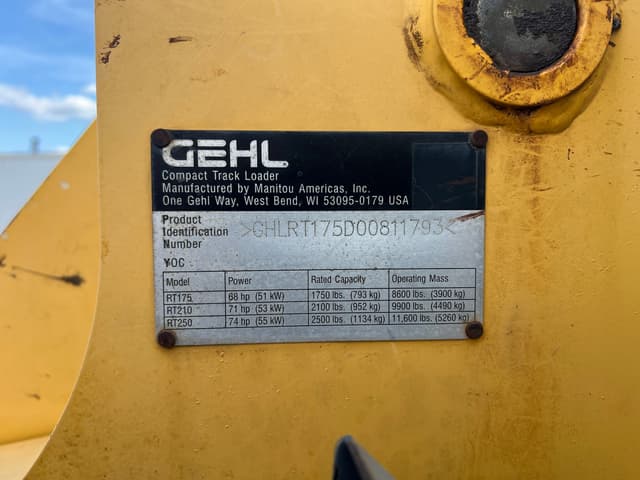 GEHL
Compact Track Loader
Manufactured by Manitou Americas, Inc.
One Gehl Way, West Bend, WI 53095-0179 USA
Product Identification Number >GHLRT175D00811793<
YOC
Model Power Rated Capacity Operating Mass
RT175 68 hp (51 kW) 1750 lbs. (793 kg) 8600 lbs. (3900 kg)
RT210 71 hp (53 kW) 2100 lbs. (952 kg) 9900 lbs. (4490 kg)
RT250 74 hp (55 kW) 2500 lbs. (1134 kg) 11,600 lbs. (5260 kg)